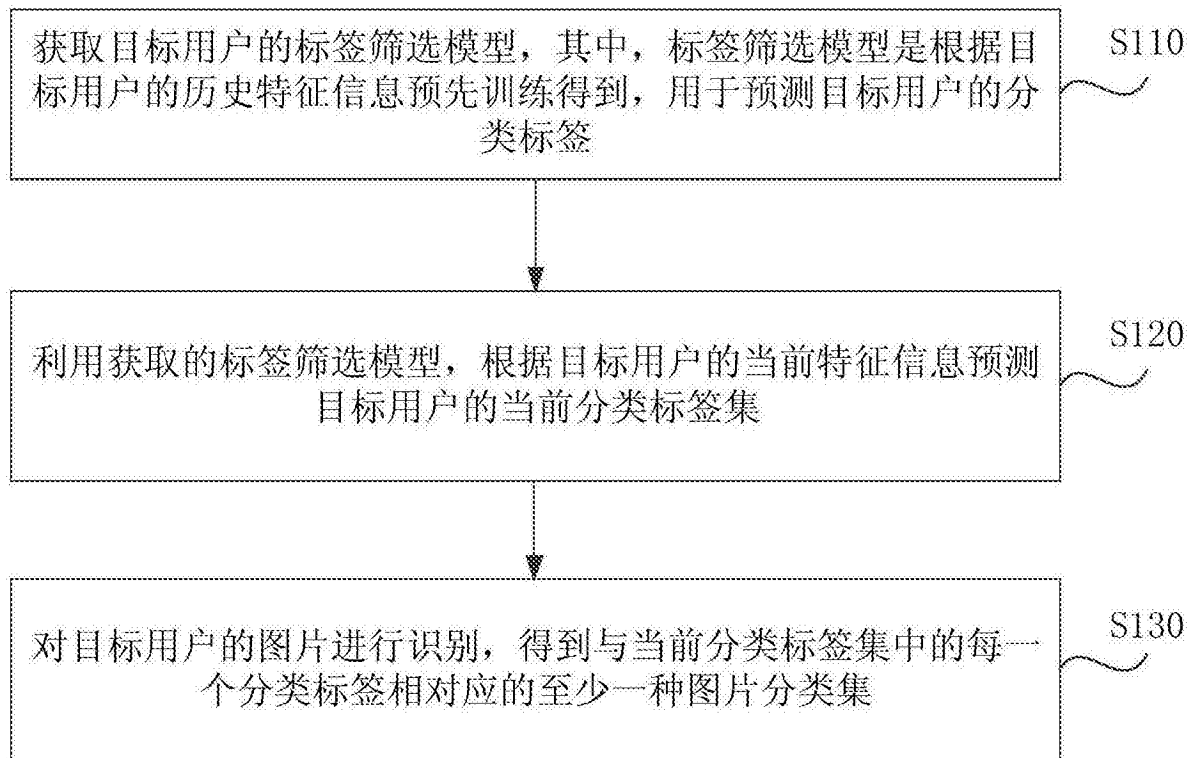 获取目标用户的标签筛选模型，其中，标签筛选模型是根据目
标用户的历史特征信息预先训练得到，用于预测目标用户的分
类标签
S110
利用获取的标签筛选模型，根据目标用户的当前特征信息预测
目标用户的当前分类标签集
S120
对目标用户的图片进行识别，得到与当前分类标签集中的每一
个分类标签相对应的至少一种图片分类集
S130